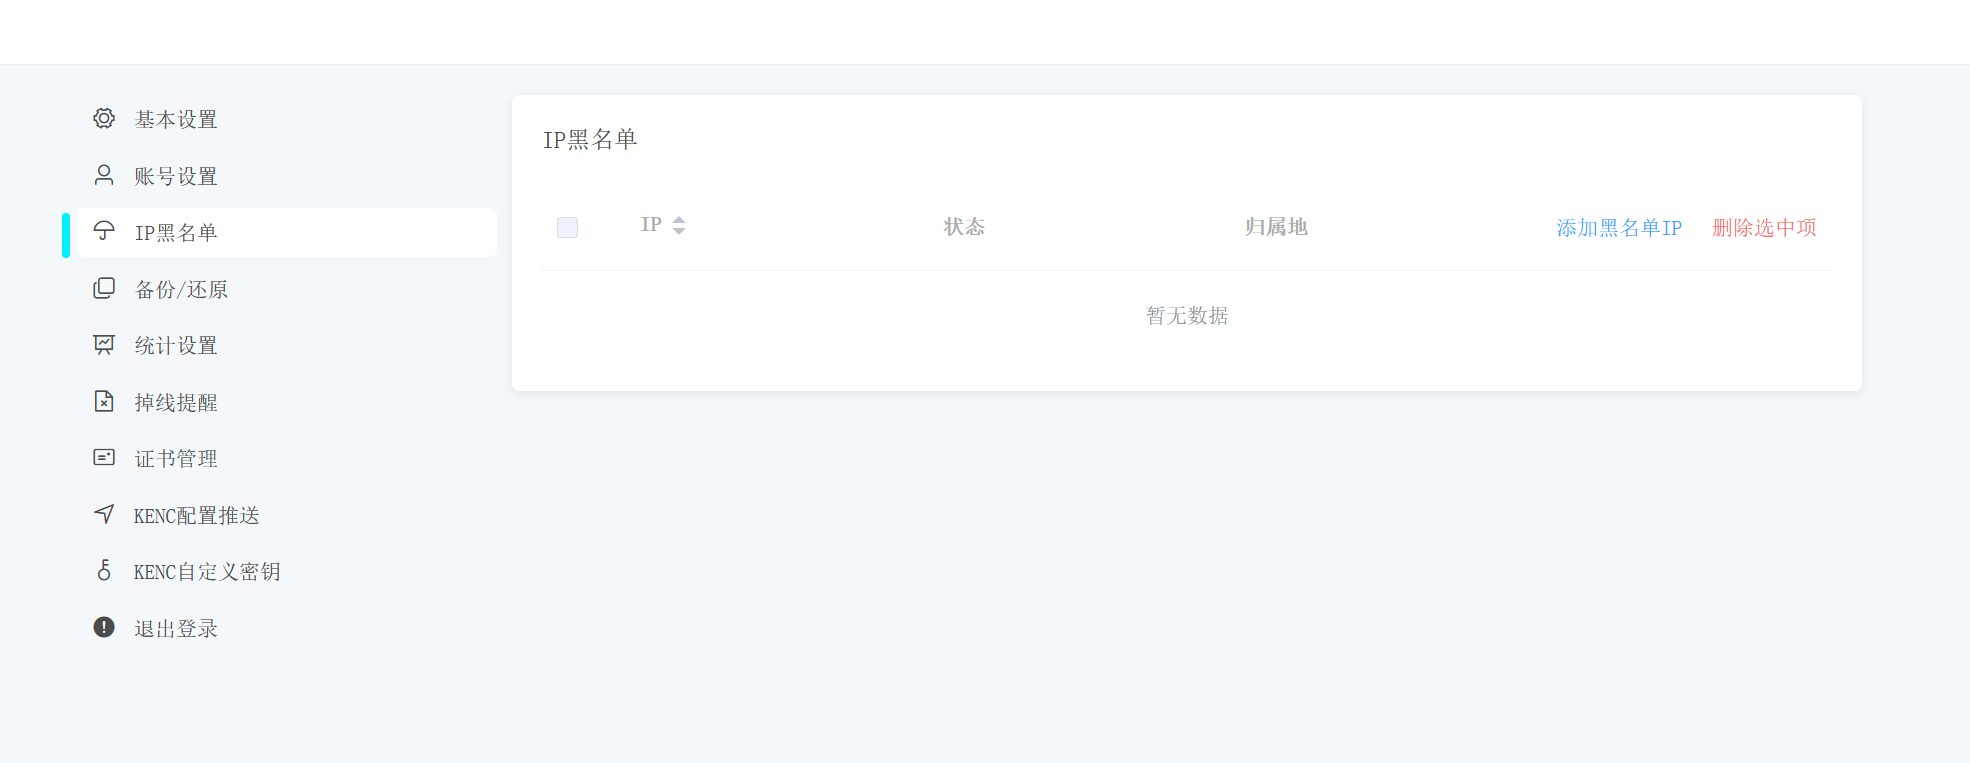 基本设置
账号设置
IP黑名单
备份/还原
统计设置
掉线提醒
证书管理
KENC配置推送
KENC自定义密钥
退出登录
IP黑名单
IP 状态 归属地 添加黑名单IP 删除选中项
暂无数据